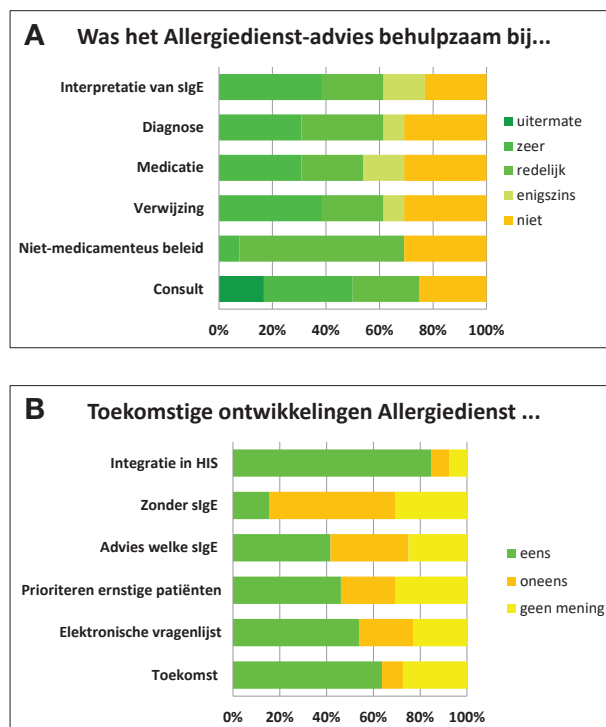 A Was het Allergiedienst-advies behulpzaam bij...
Interpretatie van sIgE
Diagnose
Medicatie
Verwijzing
Niet-medicamenteus beleid
Consult
0% 20% 40% 60% 80% 100%
uitermate
zeer
redelijk
enigszins
niet
B Toekomstige ontwikkelingen Allergiedienst ...
Integratie in HIS
Zonder sIgE
Advies welke sIgE
Prioriteren ernstige patiënten
Elektronische vragenlijst
Toekomst
0% 20% 40% 60% 80% 100%
eens
oneens
geen mening